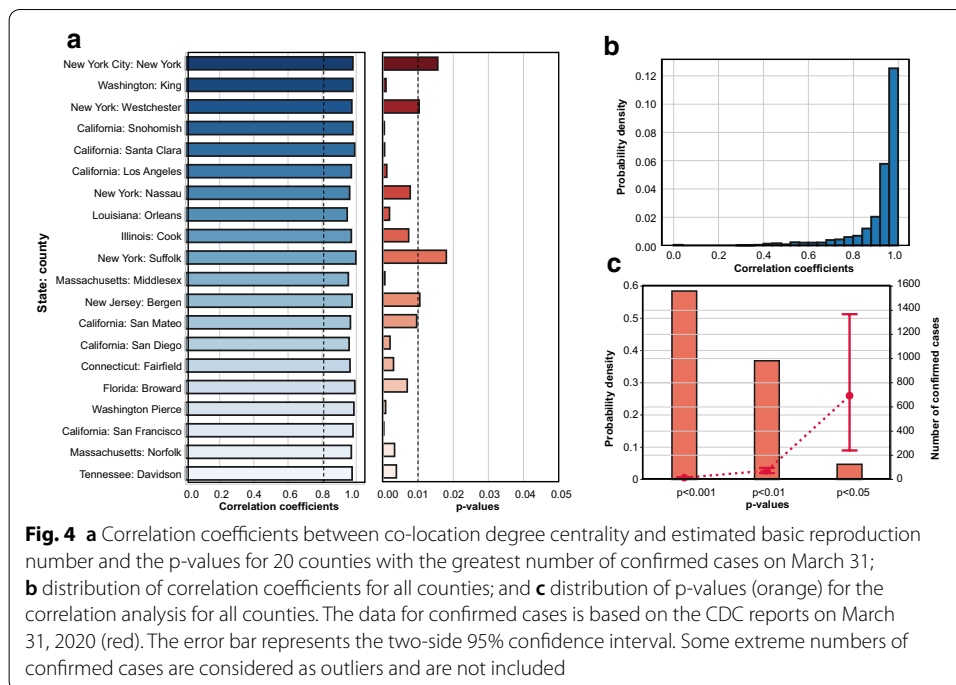 a
New York City: New York
Washington: King
New York: Westchester
California: Snohomish
California: Santa Clara
California: Los Angeles
New York: Nassau
Louisiana: Orleans
Illinois: Cook
New York: Suffolk
Massachusetts: Middlesex
New Jersey: Bergen
California: San Mateo
California: San Diego
Connecticut: Fairfield
Florida: Broward
Washington Pierce
California: San Francisco
Massachusetts: Norfolk
Tennessee: Davidson
State: county
0.0 0.2 0.4 0.6 0.8 1.0
Correlation coefficients
0.0 0.01 0.02 0.03 0.04 0.05
p-values
b
0.12
0.10
0.08
0.06
0.04
0.02
0.00
Probability density
0.0 0.2 0.4 0.6 0.8 1.0
Correlation coefficients
c
0.6
0.5
0.4
0.3
0.2
0.1
0
Probability density
1600
1400
1200
1000
800
600
400
200
0
Number of confirmed cases
p<0.001 p<0.01 p<0.05
p-values
Fig. 4 a Correlation coefficients between co-location degree centrality and estimated basic reproduction
number and the p-values for 20 counties with the greatest number of confirmed cases on March 31;
b distribution of correlation coefficients for all counties; and c distribution of p-values (orange) for the
correlation analysis for all counties. The data for confirmed cases is based on the CDC reports on March
31, 2020 (red). The error bar represents the two-side 95% confidence interval. Some extreme numbers of
confirmed cases are considered as outliers and are not included